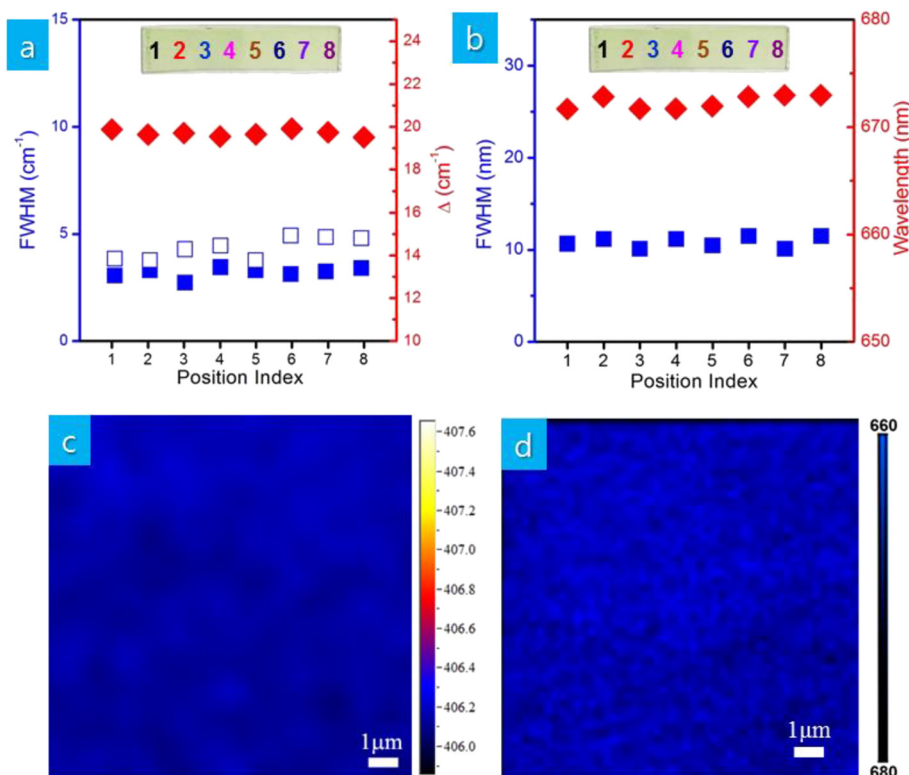 a
15
10
5
0
FWHM (cm⁻¹)
1 2 3 4 5 6 7 8
24
22
20
18
16
14
12
10
Δ (cm⁻¹)
1 2 3 4 5 6 7 8
Position Index
b
30
20
10
0
FWHM (nm)
1 2 3 4 5 6 7 8
680
670
660
650
Wavelength (nm)
1 2 3 4 5 6 7 8
Position Index
c
1μm
407.6
407.4
407.2
407.0
406.8
406.6
406.4
406.2
406.0
d
1μm
660
680